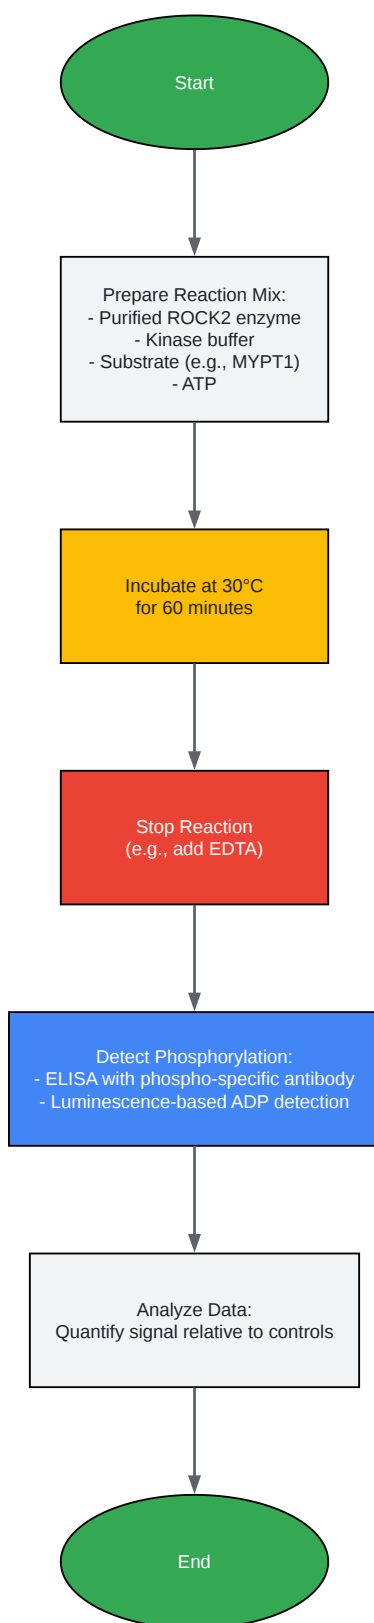 Start
Prepare Reaction Mix:
- Purified ROCK2 enzyme
- Kinase buffer
- Substrate (e.g., MYPT1)
- ATP
Incubate at 30°C
for 60 minutes
Stop Reaction
(e.g., add EDTA)
Detect Phosphorylation:
- ELISA with phospho-specific antibody
- Luminescence-based ADP detection
Analyze Data:
Quantify signal relative to controls
End